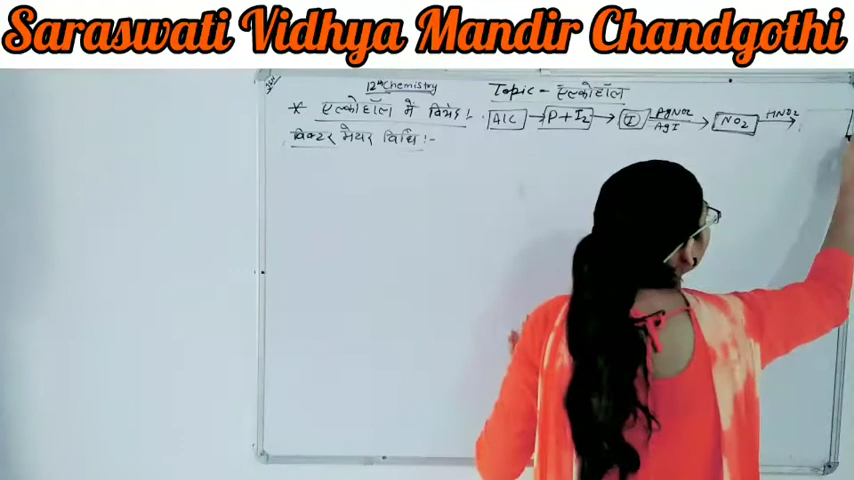 Saraswati Vidhya Mandir Chandgothi
12th Chemistry
Topic - एल्कोहॉल
* एल्कोहॉल में विभेद :-
Alc → P + I2 → I AgNO2 AgI → NO2 HNO2 →
विक्टर मेयर विधि :-